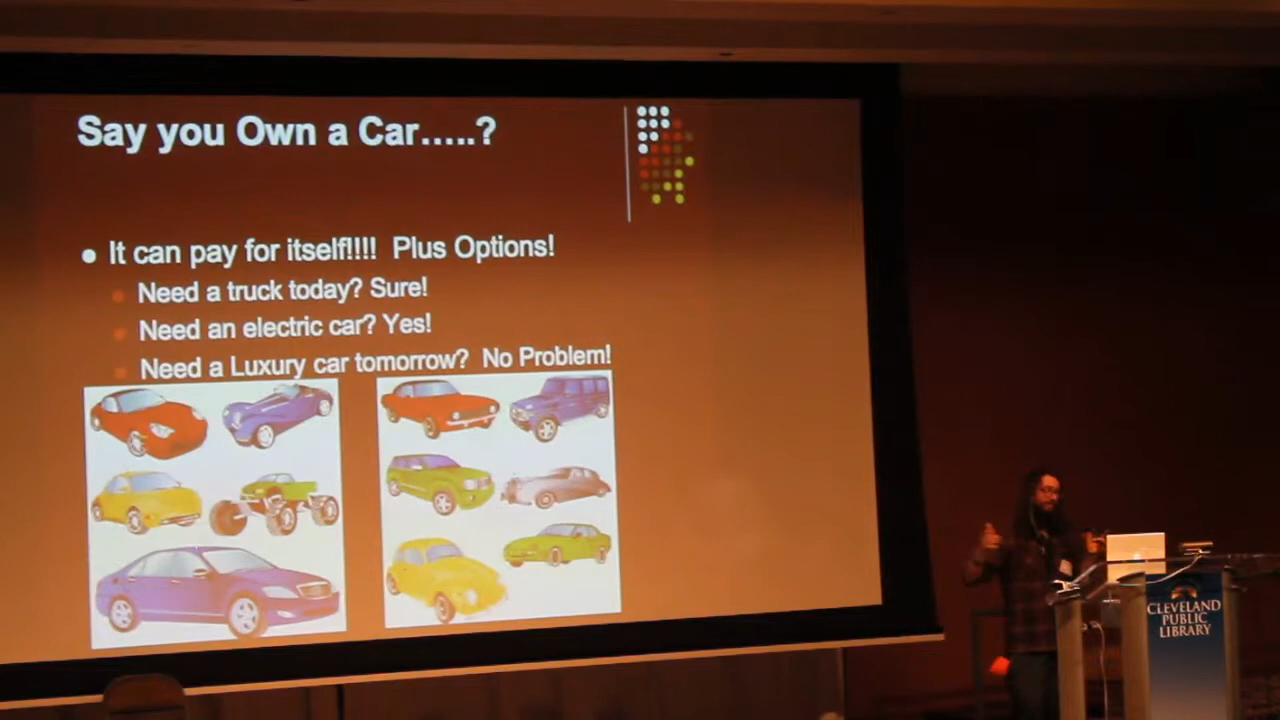 Say you Own a Car.....?
It can pay for itself!!!! Plus Options!
Need a truck today? Sure!
Need an electric car? Yes!
Need a Luxury car tomorrow? No Problem!
CLEVELAND
PUBLIC
LIBRARY